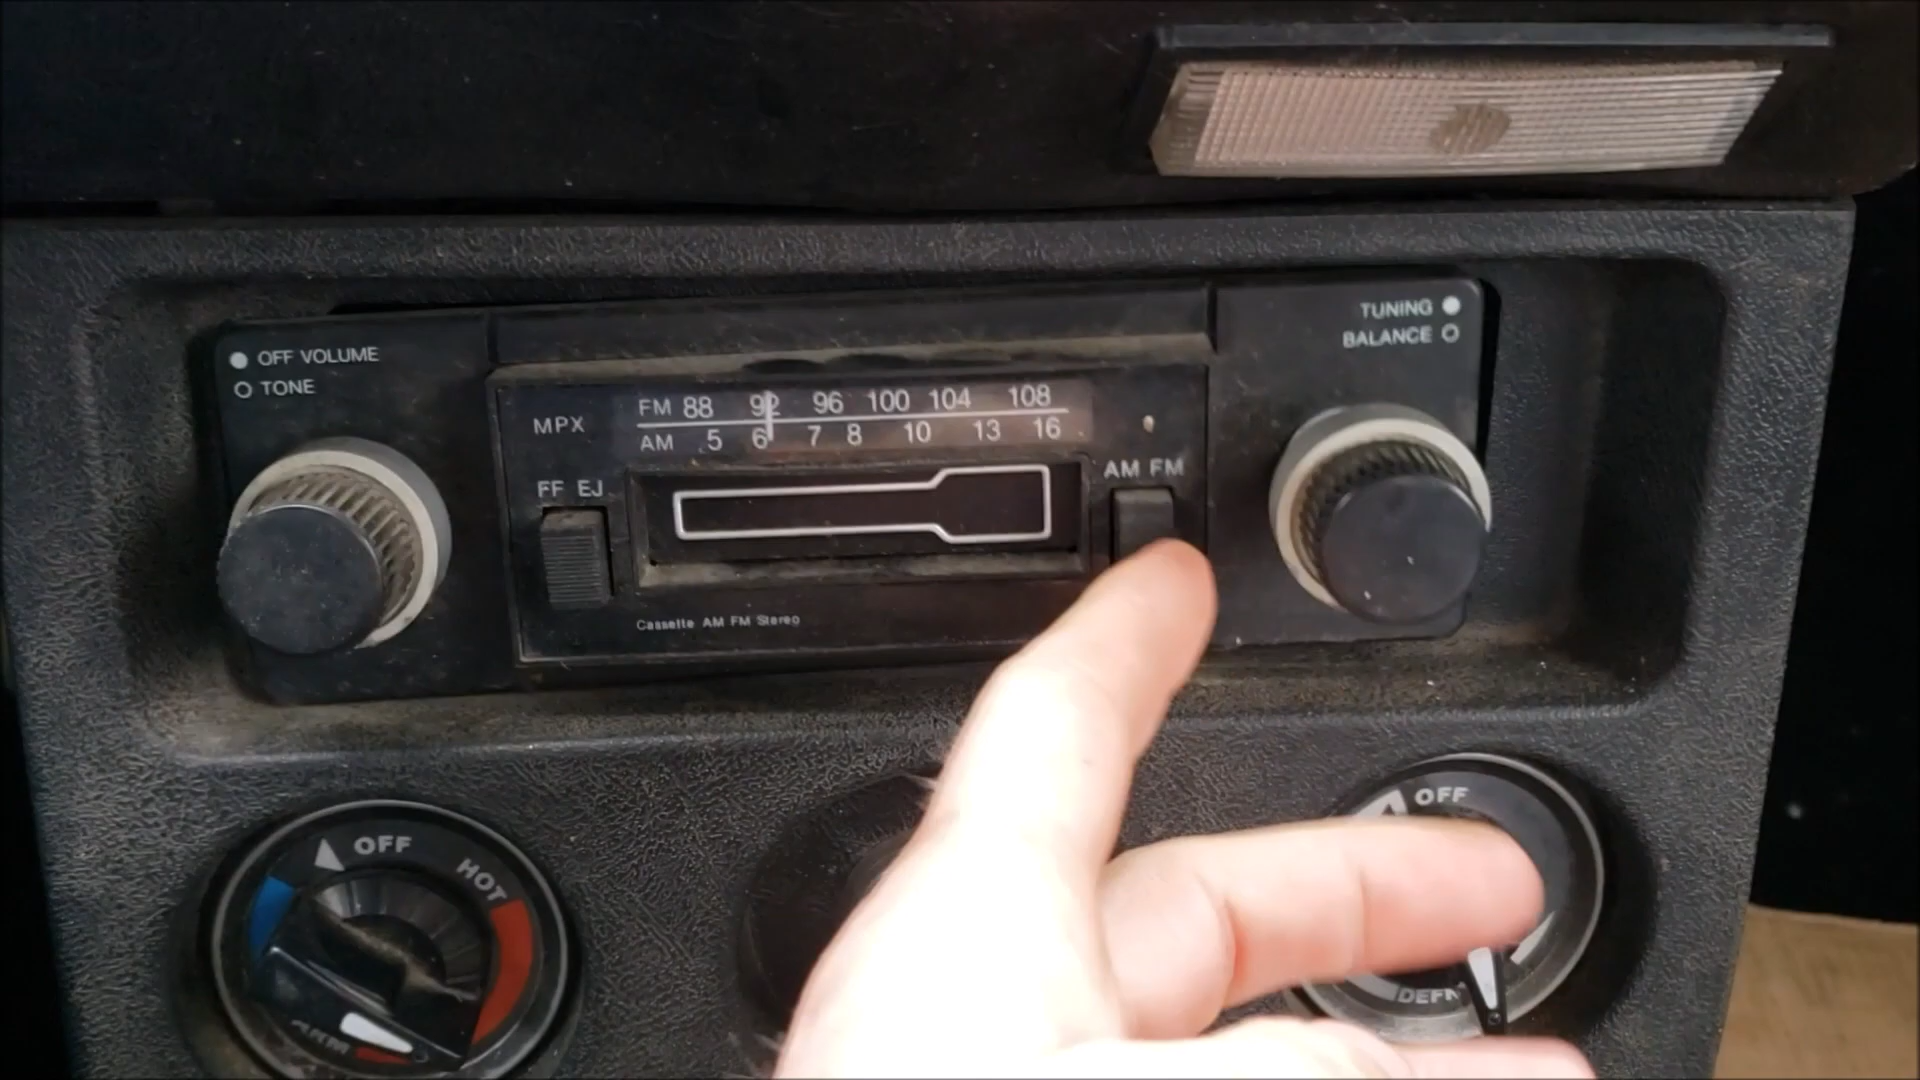 OFF VOLUME
TONE
TUNING
BALANCE
MPX
FM 88 92 96 100 104 108
AM .5 6 7 8 10 13 16
FF EJ
AM FM
Cassette AM FM Stereo
OFF
HOT
OFF